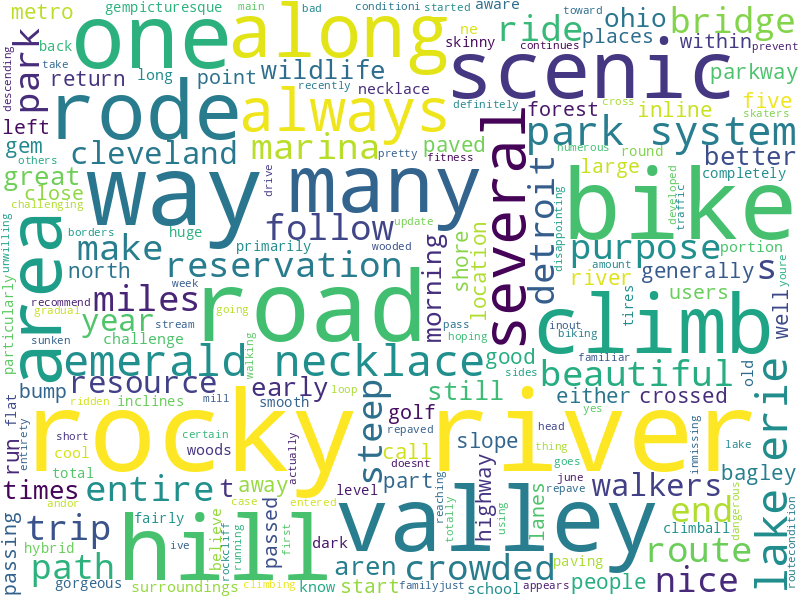 gempicturesque
main
bad
conditioni
started
toward
aware
ohio
bridge
metro
back
take
one
along
skinny
ne
continues
ride
places
within
prevent
descending
park
return
long
point
wildlife
recently
necklace
scenic
parkway
rode
always
definitely
forest
cross
inline
five
skaters
left
gem
others
cleveland
marina
paved
pretty
fitness
several
park system
numerous
better
great
close
challenging
drive
way
many
shore
location
detroit
large
round
developed
traffic
completely
area
borders
huge
follow
update
wooded
disappointing
bike
unwilling
particularly
make
north
primarily
reservation
morning
purpose
amount
portion
s
river
generally
youre
recommend
gradual
sunken
miles
year
challenge
week
stream
going
walking
road
pass
hoping
climb
tires
users
well
inout
biking
emerald necklace
good
familiar
sides
beautiful
old
bump
resource
ridden
mill
loop
early
smooth
steep
still
either
crossed
run
flat
entirety
inclines
short
cool
woods
certain
rocky river
golf
call
doesnt
repaved
slope
yes
head
thing
goes
lake
inmissing
lake erie
times
total
andor
entire
t
away
case
entered
actually
level
part
reaching
totally
highway
june
using
repave
lanes
walkers
bagley
climball
dangerous
end
passing
trip
hybrid
fairly
hill
ive
believe
rockcliff
running
passed
first
dark
valley
paving
route
routecondition
path
gorgeous
surroundings
climbing
know
start
aren
crowded
familyjust
school
appears
people
nice